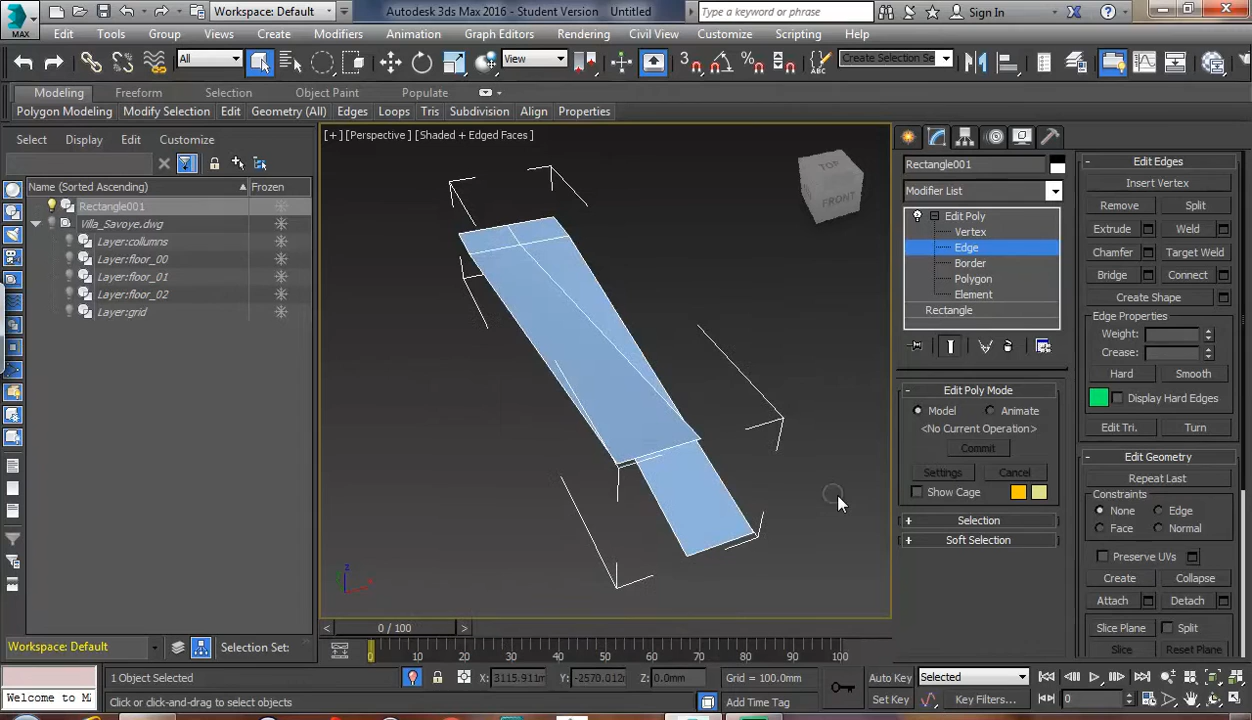 Workspace: Default
Autodesk 3ds Max 2016 - Student Version Untitled
Type a keyword or phrase
Sign In
MAX
Edit Tools Group Views Create Modifiers Animation Graph Editors Rendering Civil View Customize Scripting Help
All
View
Create Selection Se
Modeling Freeform Selection Object Paint Populate
Polygon Modeling Modify Selection Edit Geometry (All) Edges Loops Tris Subdivision Align Properties
Select Display Edit Customize
Name (Sorted Ascending) Frozen
Rectangle001
Villa_Savoye.dwg
Layer:collumns
Layer:floor_00
Layer:floor_01
Layer:floor_02
Layer:grid
[+] [Perspective] [Shaded + Edged Faces]
TOP
FRONT
z
x
Rectangle001
Modifier List
Edit Poly
Vertex
Edge
Border
Polygon
Element
Rectangle
Edit Poly Mode
Model Animate
<No Current Operation>
Commit
Settings Cancel
Show Cage
Selection
Soft Selection
Edit Edges
Insert Vertex
Remove Split
Extrude Weld
Chamfer Target Weld
Bridge Connect
Create Shape
Edge Properties
Weight:
Crease:
Hard Smooth
Display Hard Edges
Edit Tri. Turn
Edit Geometry
Repeat Last
Constraints
None Edge
Face Normal
Preserve UVs
Create Collapse
Attach Detach
Slice Plane Split
Slice Reset Plane
Workspace: Default
Selection Set:
< 0 / 100 >
0 10 20 30 40 50 60 70 80 90 100
1 Object Selected
X: 3115.911m Y: -2570.012m Z: 0.0mm
Grid = 100.0mm
Auto Key Selected
Welcome to M
Click or click-and-drag to select objects
Add Time Tag
Set Key Key Filters...
0